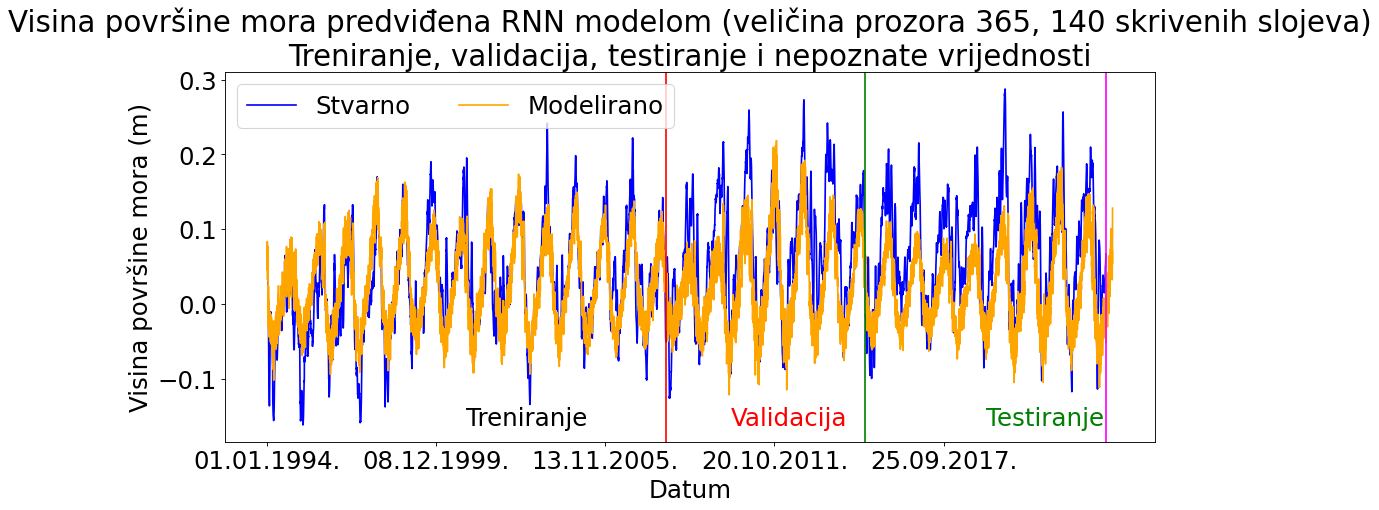 Visina površine mora predviđena RNN modelom (veličina prozora 365, 140 skrivenih slojeva)
Treniranje, validacija, testiranje i nepoznate vrijednosti
Stvarno Modelirano
Visina površine mora (m)
0.3
0.2
0.1
0.0
−0.1
Treniranje Validacija Testiranje
01.01.1994. 08.12.1999. 13.11.2005. 20.10.2011. 25.09.2017.
Datum